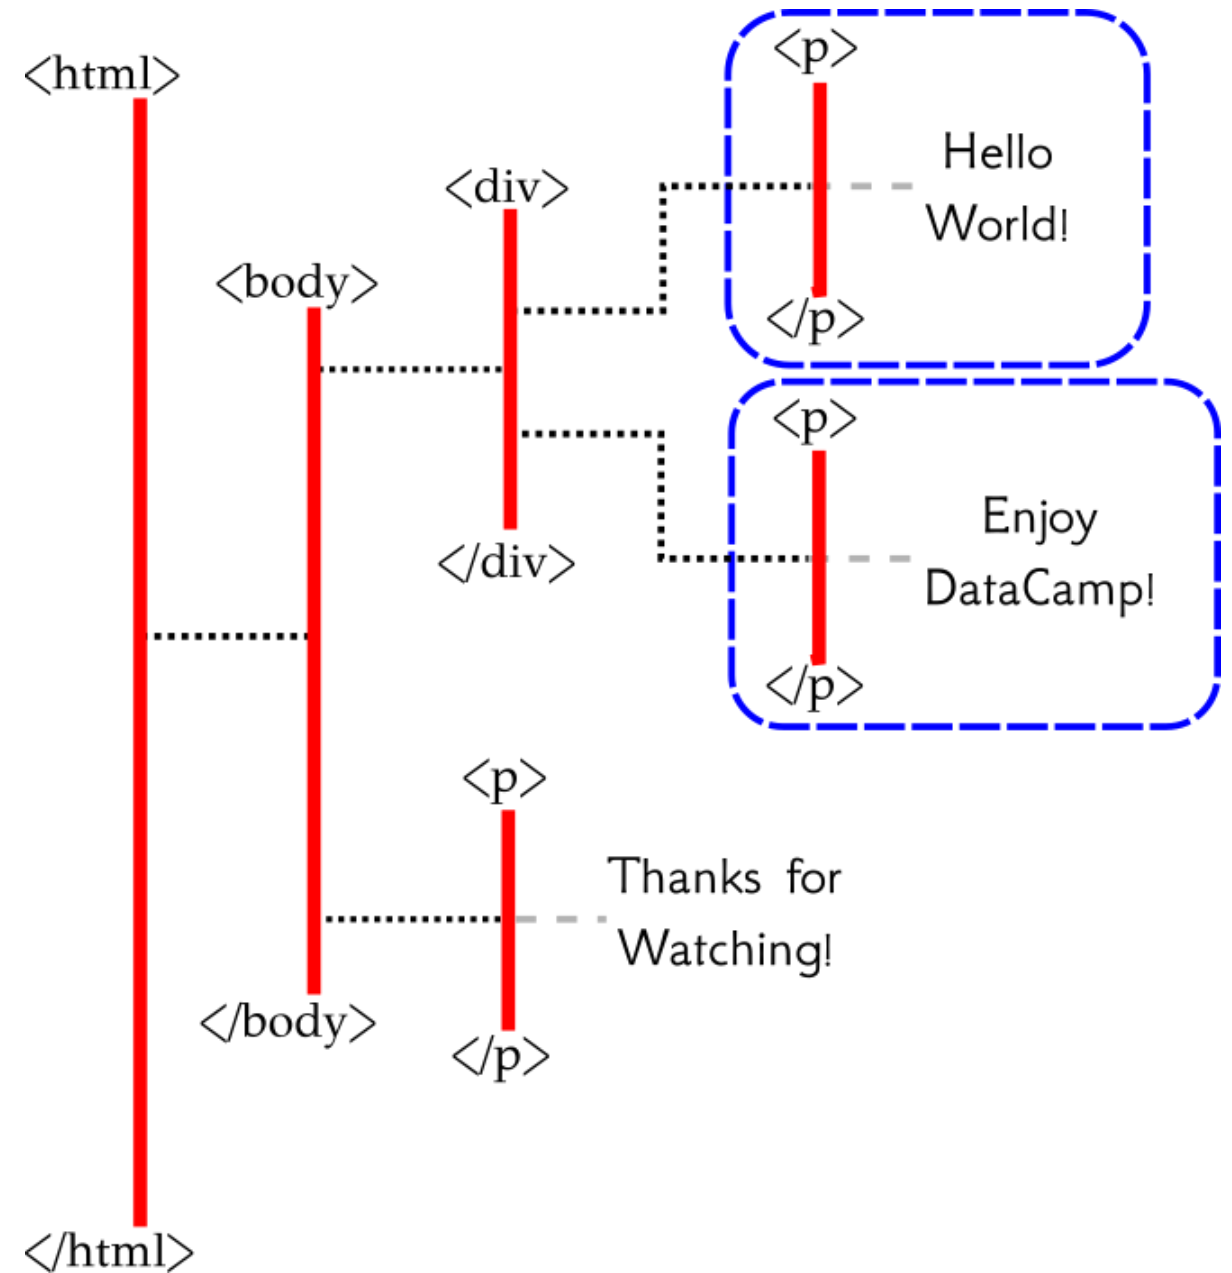 <html>
<body>
<div>
<p>
Hello
World!
</p>
<p>
Enjoy
DataCamp!
</p>
</div>
<p>
Thanks for
Watching!
</p>
</body>
</html>